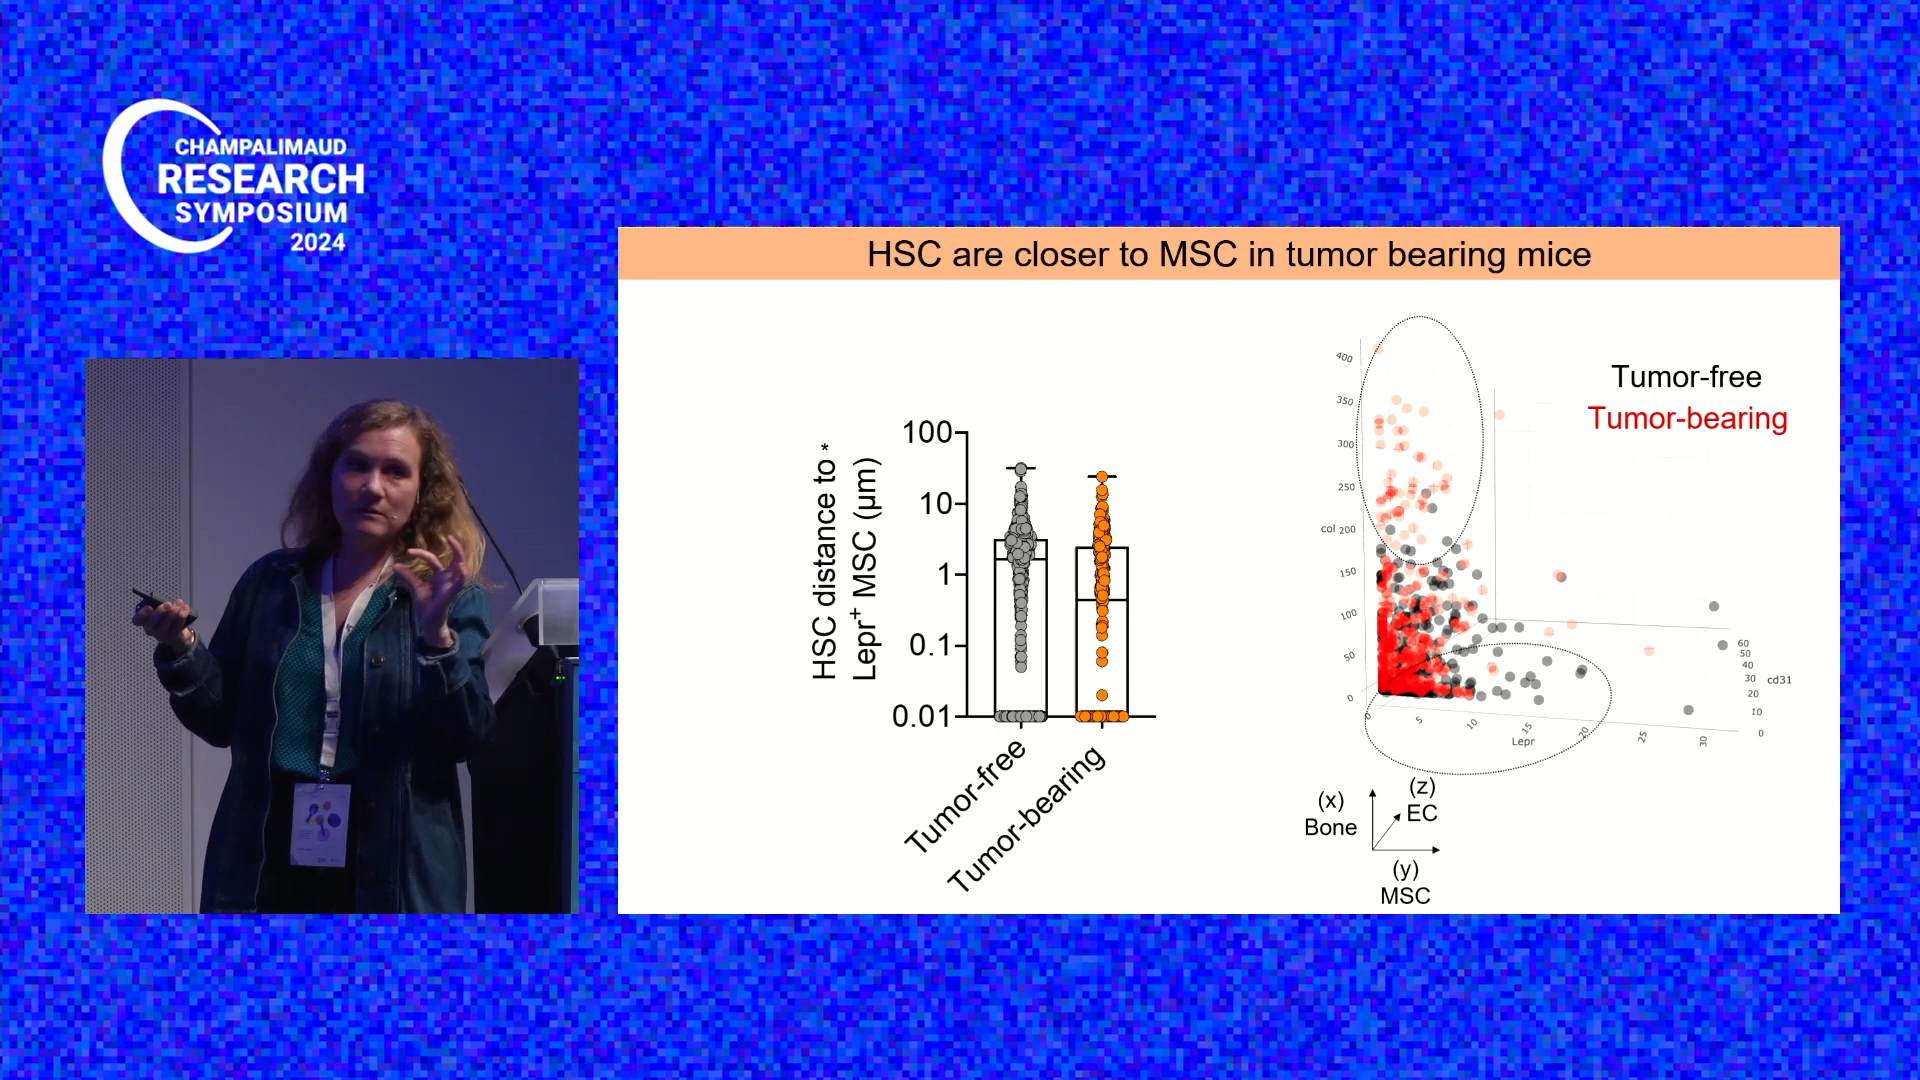 CHAMPALIMAUD
RESEARCH
SYMPOSIUM
2024
HSC are closer to MSC in tumor bearing mice
HSC distance to *
Lepr⁺ MSC (μm)
100
10
1
0.1
0.01
Tumor-free
Tumor-bearing
Tumor-free
Tumor-bearing
400
350
300
250
col 200
150
100
50
0
0
5
10
15
20
25
30
Lepr
60
50
40
30
20
10
0
cd31
(x)
Bone
(z)
EC
(y)
MSC